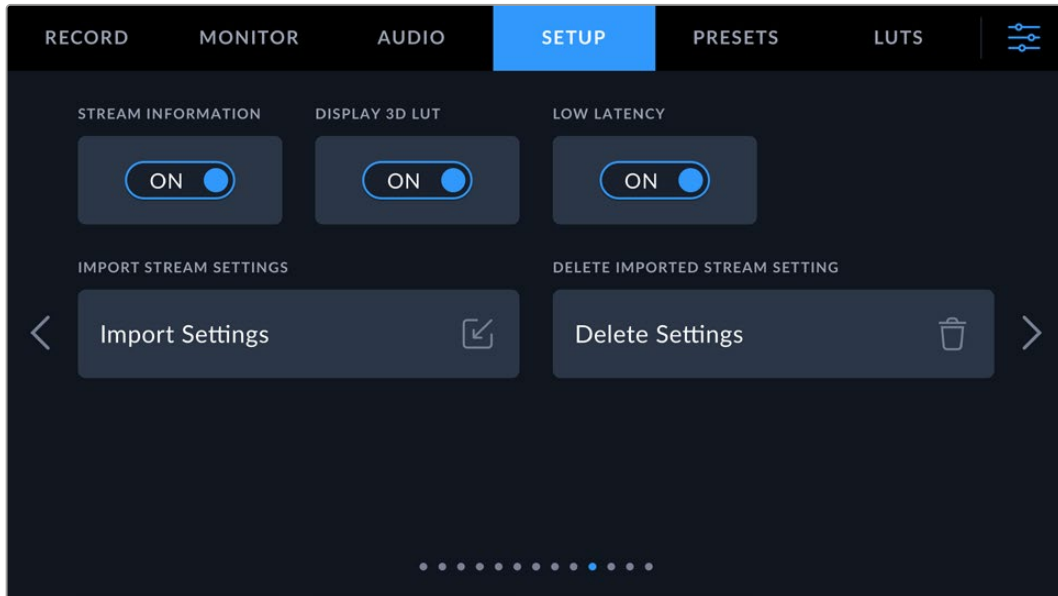 RECORD MONITOR AUDIO SETUP PRESETS LUTS
STREAM INFORMATION DISPLAY 3D LUT LOW LATENCY
ON ON ON
IMPORT STREAM SETTINGS DELETE IMPORTED STREAM SETTING
Import Settings Delete Settings